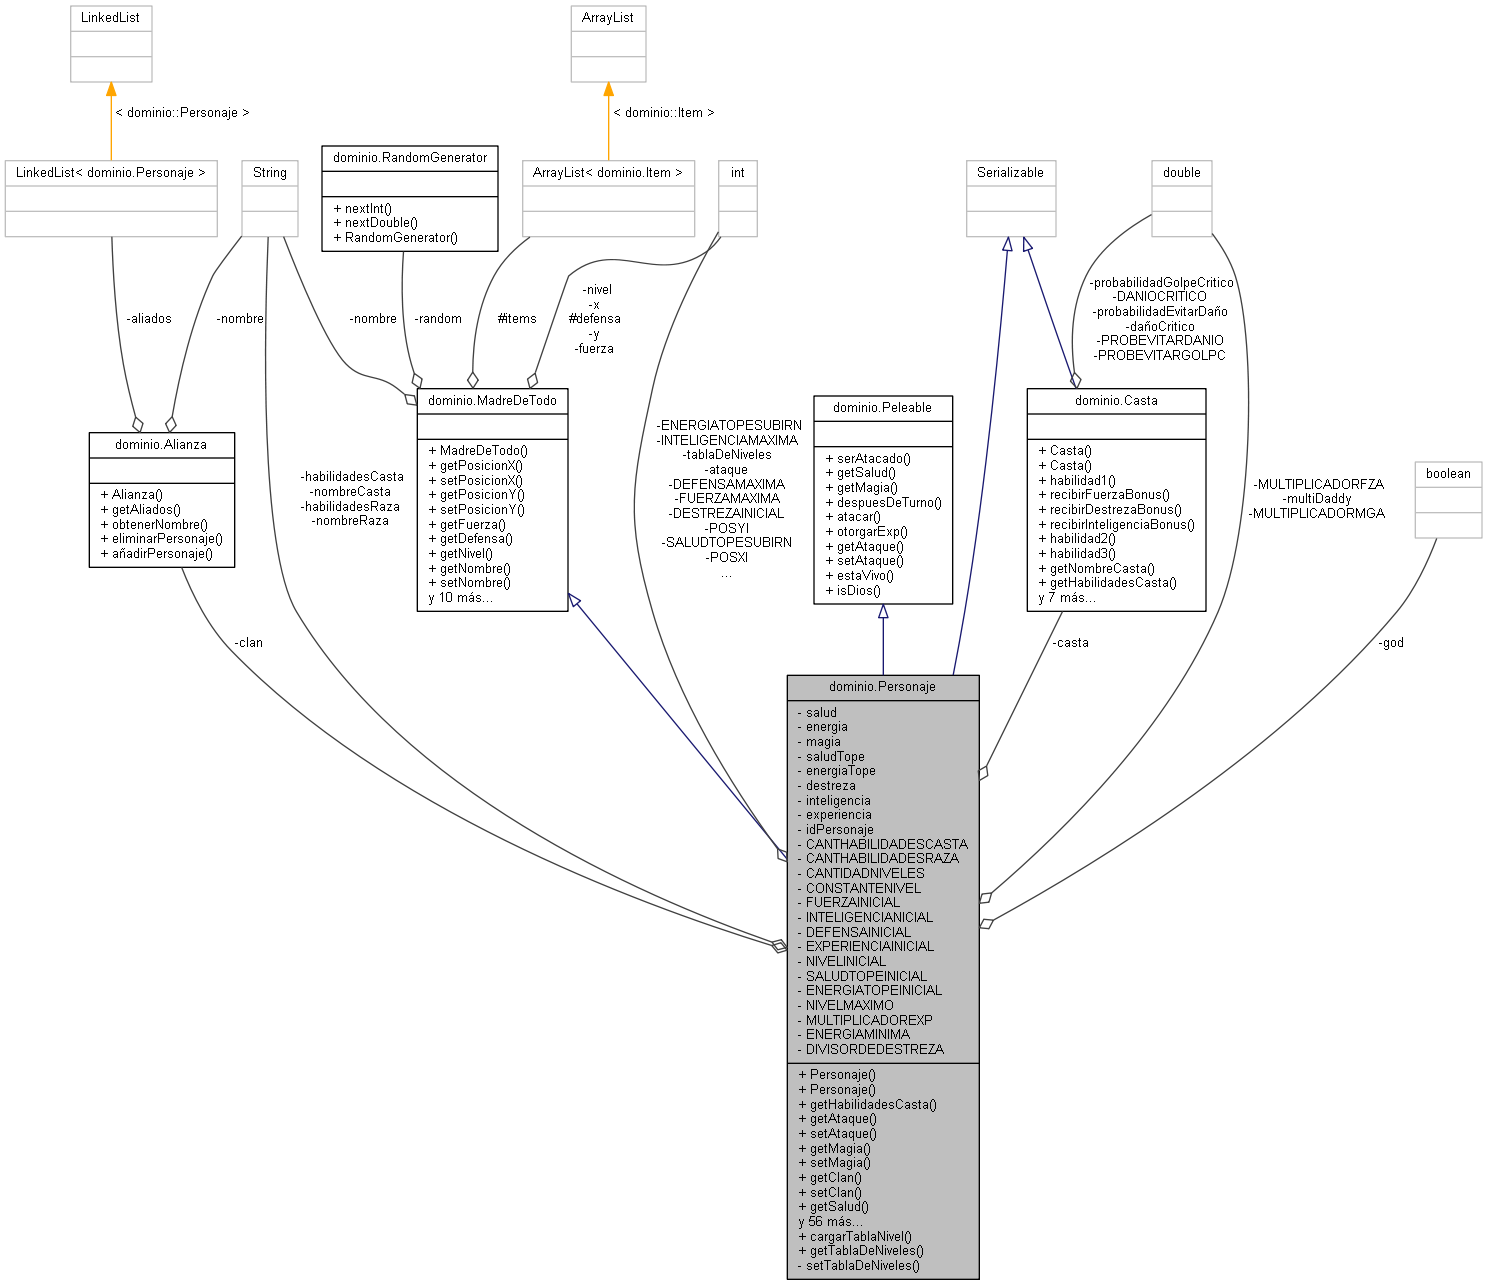 LinkedList
ArrayList
< dominio::Personaje >
< dominio::Item >
LinkedList< dominio.Personaje >
String
dominio.RandomGenerator
+ nextInt()
+ nextDouble()
+ RandomGenerator()
ArrayList< dominio.Item >
int
Serializable
double
-aliados
-nombre
-nombre
-random
#items
-nivel
-x
#defensa
-y
-fuerza
-probabilidadGolpeCritico
-DANIOCRITICO
-probabilidadEvitarDaño
-dañoCritico
-PROBEVITARDANIO
-PROBEVITARGOLPC
dominio.Alianza
+ Alianza()
+ getAliados()
+ obtenerNombre()
+ eliminarPersonaje()
+ añadirPersonaje()
-habilidadesCasta
-nombreCasta
-habilidadesRaza
-nombreRaza
dominio.MadreDeTodo
+ MadreDeTodo()
+ getPosicionX()
+ setPosicionX()
+ getPosicionY()
+ setPosicionY()
+ getFuerza()
+ getDefensa()
+ getNivel()
+ getNombre()
+ setNombre()
y 10 más...
-ENERGIATOPESUBIRN
-INTELIGENCIAMAXIMA
-tablaDeNiveles
-ataque
-DEFENSAMAXIMA
-FUERZAMAXIMA
-DESTREZAINICIAL
-POSYI
-SALUDTOPESUBIRN
-POSXI
...
dominio.Peleable
+ serAtacado()
+ getSalud()
+ getMagia()
+ despuesDeTurno()
+ atacar()
+ otorgarExp()
+ getAtaque()
+ setAtaque()
+ estaVivo()
+ isDios()
dominio.Casta
+ Casta()
+ Casta()
+ habilidad1()
+ recibirFuerzaBonus()
+ recibirDestrezaBonus()
+ recibirInteligenciaBonus()
+ habilidad2()
+ habilidad3()
+ getNombreCasta()
+ getHabilidadesCasta()
y 7 más...
-MULTIPLICADORFZA
-multiDaddy
-MULTIPLICADORMGA
boolean
-clan
-casta
-god
dominio.Personaje
- salud
- energia
- magia
- saludTope
- energiaTope
- destreza
- inteligencia
- experiencia
- idPersonaje
- CANTHABILIDADESCASTA
- CANTHABILIDADESRAZA
- CANTIDADNIVELES
- CONSTANTENIVEL
- FUERZAINICIAL
- INTELIGENCIANICIAL
- DEFENSAINICIAL
- EXPERIENCIAINICIAL
- NIVELINICIAL
- SALUDTOPEINICIAL
- ENERGIATOPEINICIAL
- NIVELMAXIMO
- MULTIPLICADOREXP
- ENERGIAMINIMA
- DIVISORDEDESTREZA
+ Personaje()
+ Personaje()
+ getHabilidadesCasta()
+ getAtaque()
+ setAtaque()
+ getMagia()
+ setMagia()
+ getClan()
+ setClan()
+ getSalud()
y 56 más...
+ cargarTablaNivel()
+ getTablaDeNiveles()
- setTablaDeNiveles()